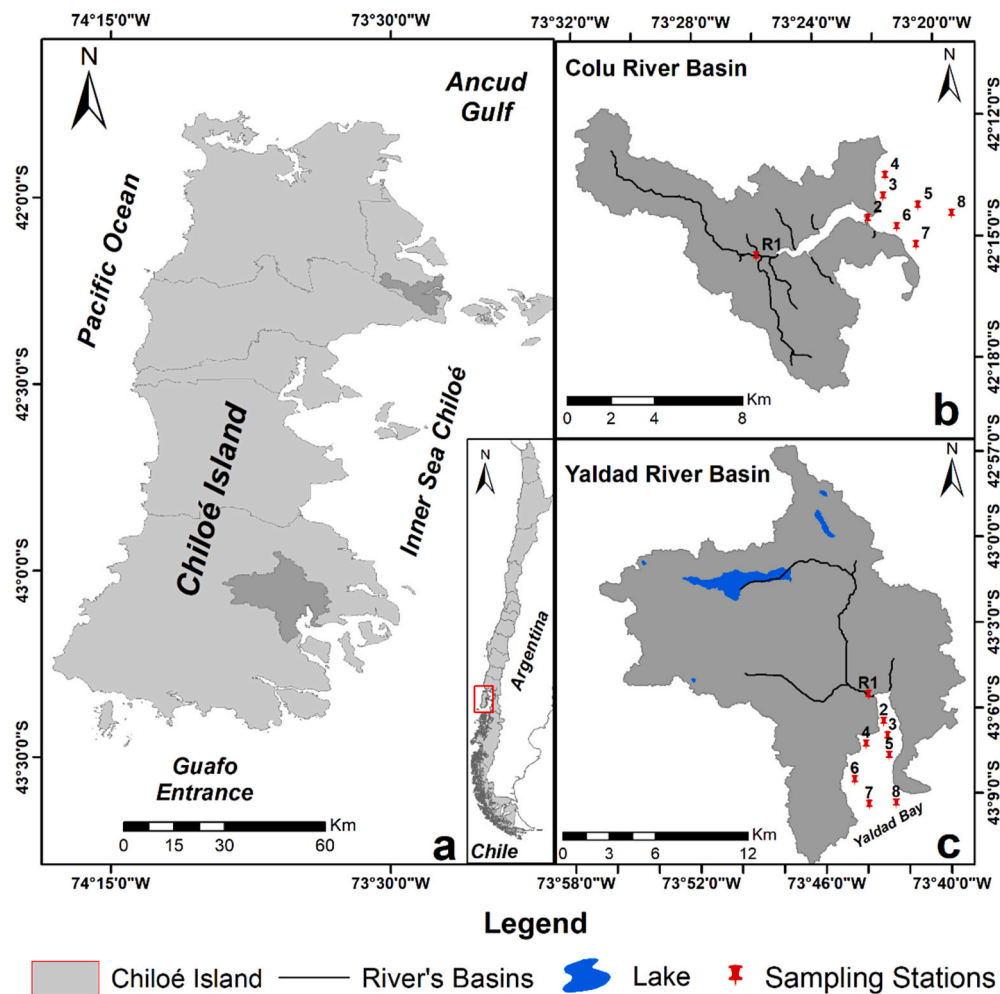 74°15'0"W
73°30'0"W
N
Ancud
Gulf
Pacific Ocean
42°0'0"S
42°30'0"S
43°0'0"S
43°30'0"S
Chiloé Island
Inner Sea Chiloé
Guafo
Entrance
0 15 30 60 Km
a
74°15'0"W
73°30'0"W
N
Argentina
Chile
73°32'0"W 73°28'0"W 73°24'0"W 73°20'0"W
Colu River Basin
N
42°12'0"S
42°15'0"S
42°18'0"S
4
3
5
8
2
6
7
R1
0 2 4 8 Km
b
Yaldad River Basin
N
42°57'0"S
43°0'0"S
43°3'0"S
43°6'0"S
43°9'0"S
R1
2
3
4
5
6
7
8
Yaldad Bay
0 3 6 12 Km
c
73°58'0"W 73°52'0"W 73°46'0"W 73°40'0"W
Legend
Chiloé Island
River's Basins
Lake
Sampling Stations